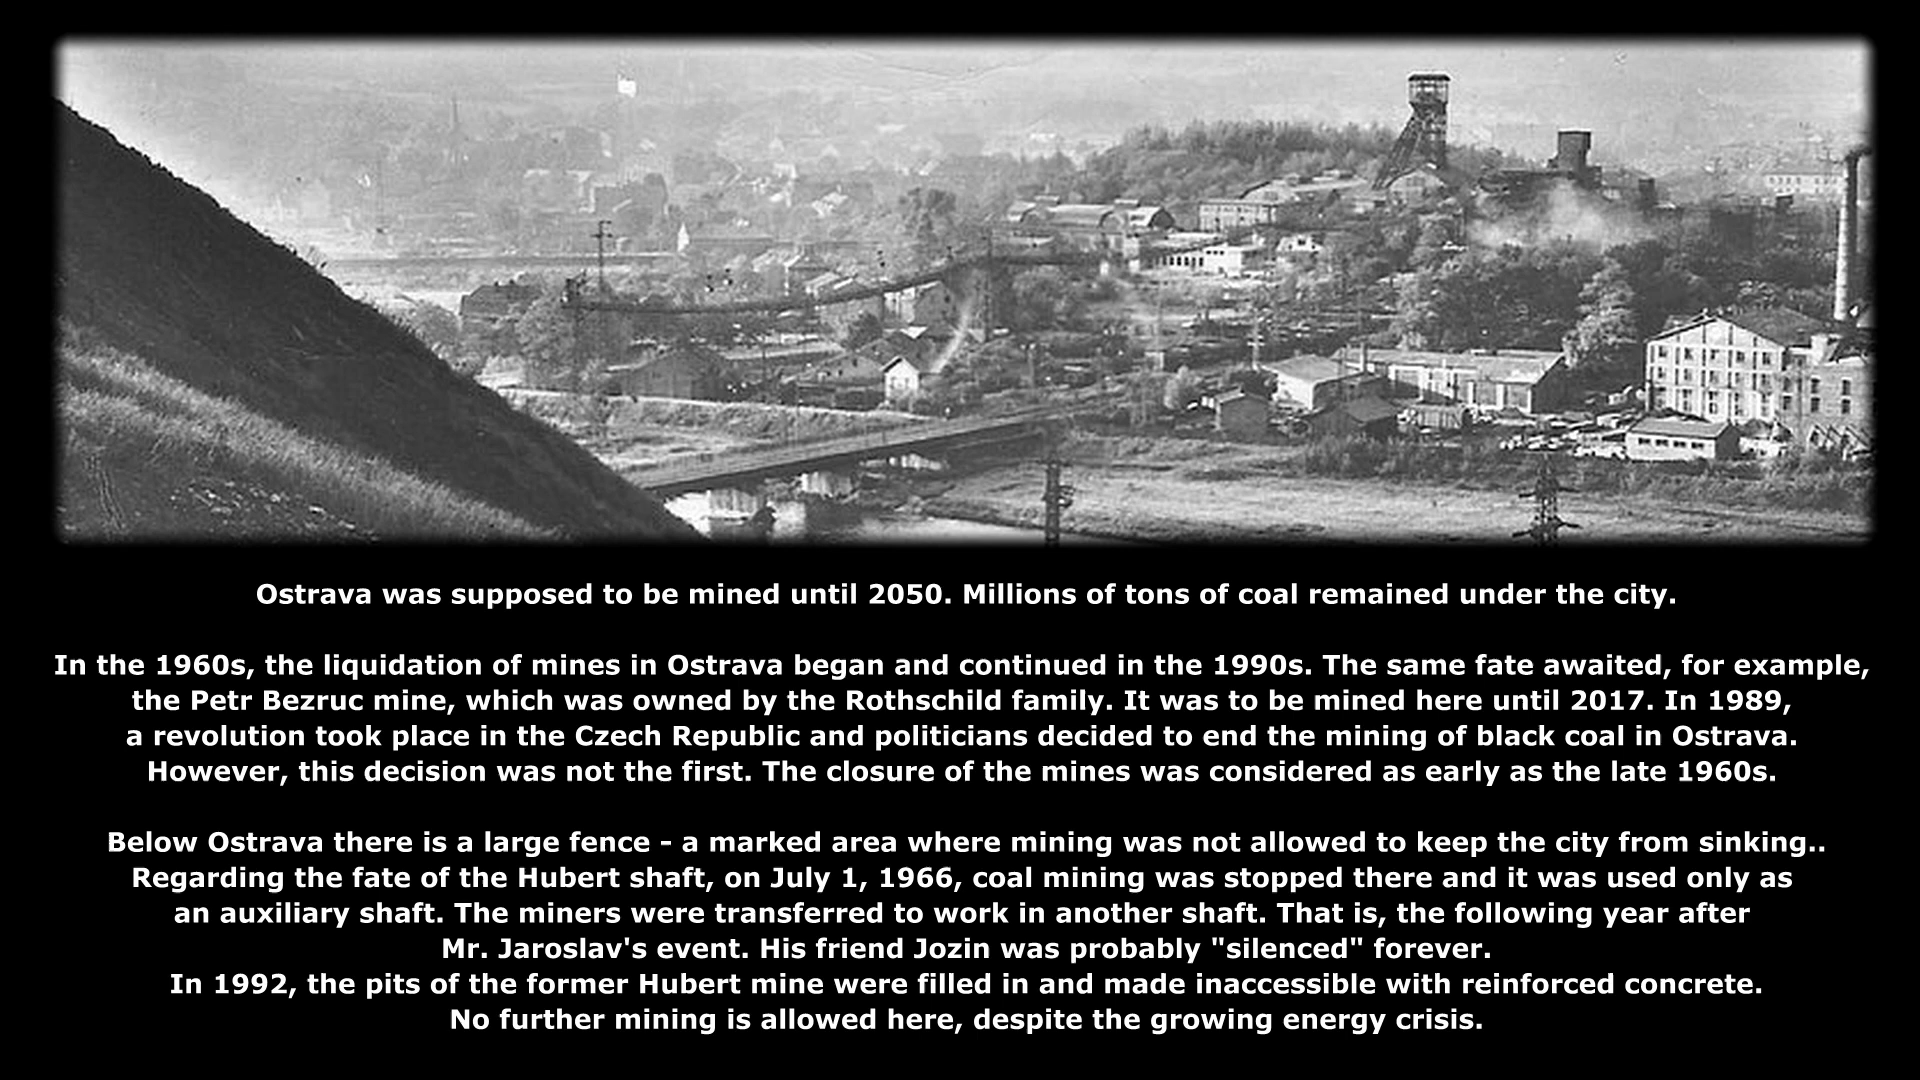 Ostrava was supposed to be mined until 2050. Millions of tons of coal remained under the city.
In the 1960s, the liquidation of mines in Ostrava began and continued in the 1990s. The same fate awaited, for example,
the Petr Bezruc mine, which was owned by the Rothschild family. It was to be mined here until 2017. In 1989,
a revolution took place in the Czech Republic and politicians decided to end the mining of black coal in Ostrava.
However, this decision was not the first. The closure of the mines was considered as early as the late 1960s.
Below Ostrava there is a large fence - a marked area where mining was not allowed to keep the city from sinking..
Regarding the fate of the Hubert shaft, on July 1, 1966, coal mining was stopped there and it was used only as
an auxiliary shaft. The miners were transferred to work in another shaft. That is, the following year after
Mr. Jaroslav's event. His friend Jozin was probably "silenced" forever.
In 1992, the pits of the former Hubert mine were filled in and made inaccessible with reinforced concrete.
No further mining is allowed here, despite the growing energy crisis.